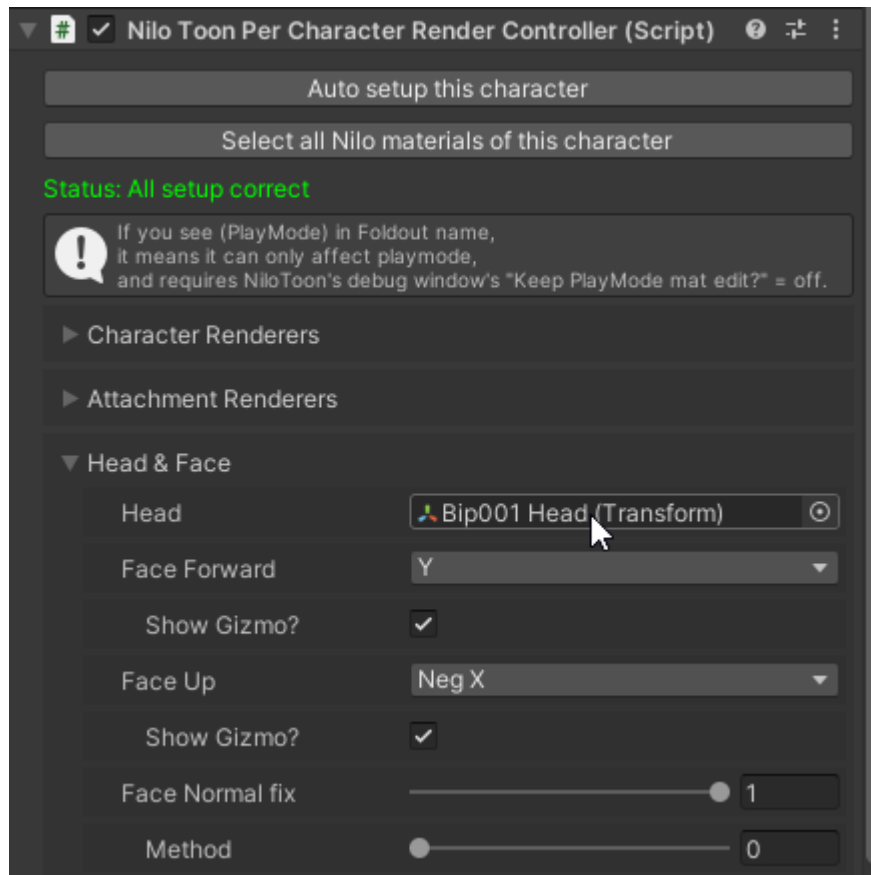 # Nilo Toon Per Character Render Controller (Script)
Auto setup this character
Select all Nilo materials of this character
Status: All setup correct
If you see (PlayMode) in Foldout name,
it means it can only affect playmode,
and requires NiloToon's debug window's "Keep PlayMode mat edit?" = off.
Character Renderers
Attachment Renderers
Head & Face
Head Bip001 Head (Transform)
Face Forward Y
Show Gizmo?
Face Up Neg X
Show Gizmo?
Face Normal fix 1
Method 0